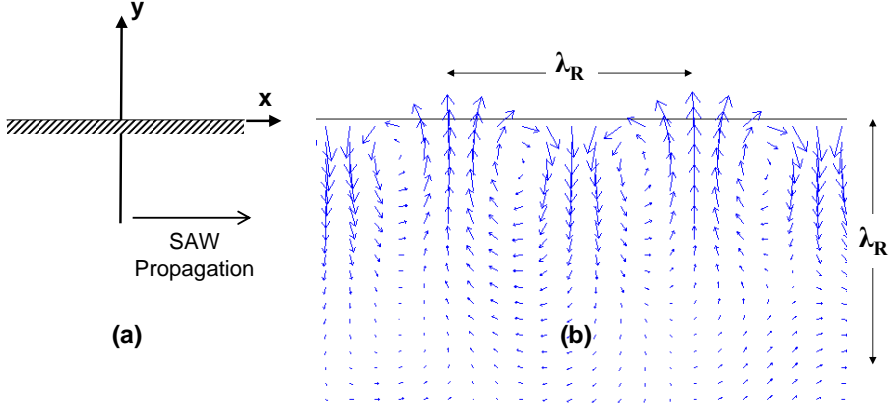 y
x
SAW
Propagation
(a)
λR
λR
(b)